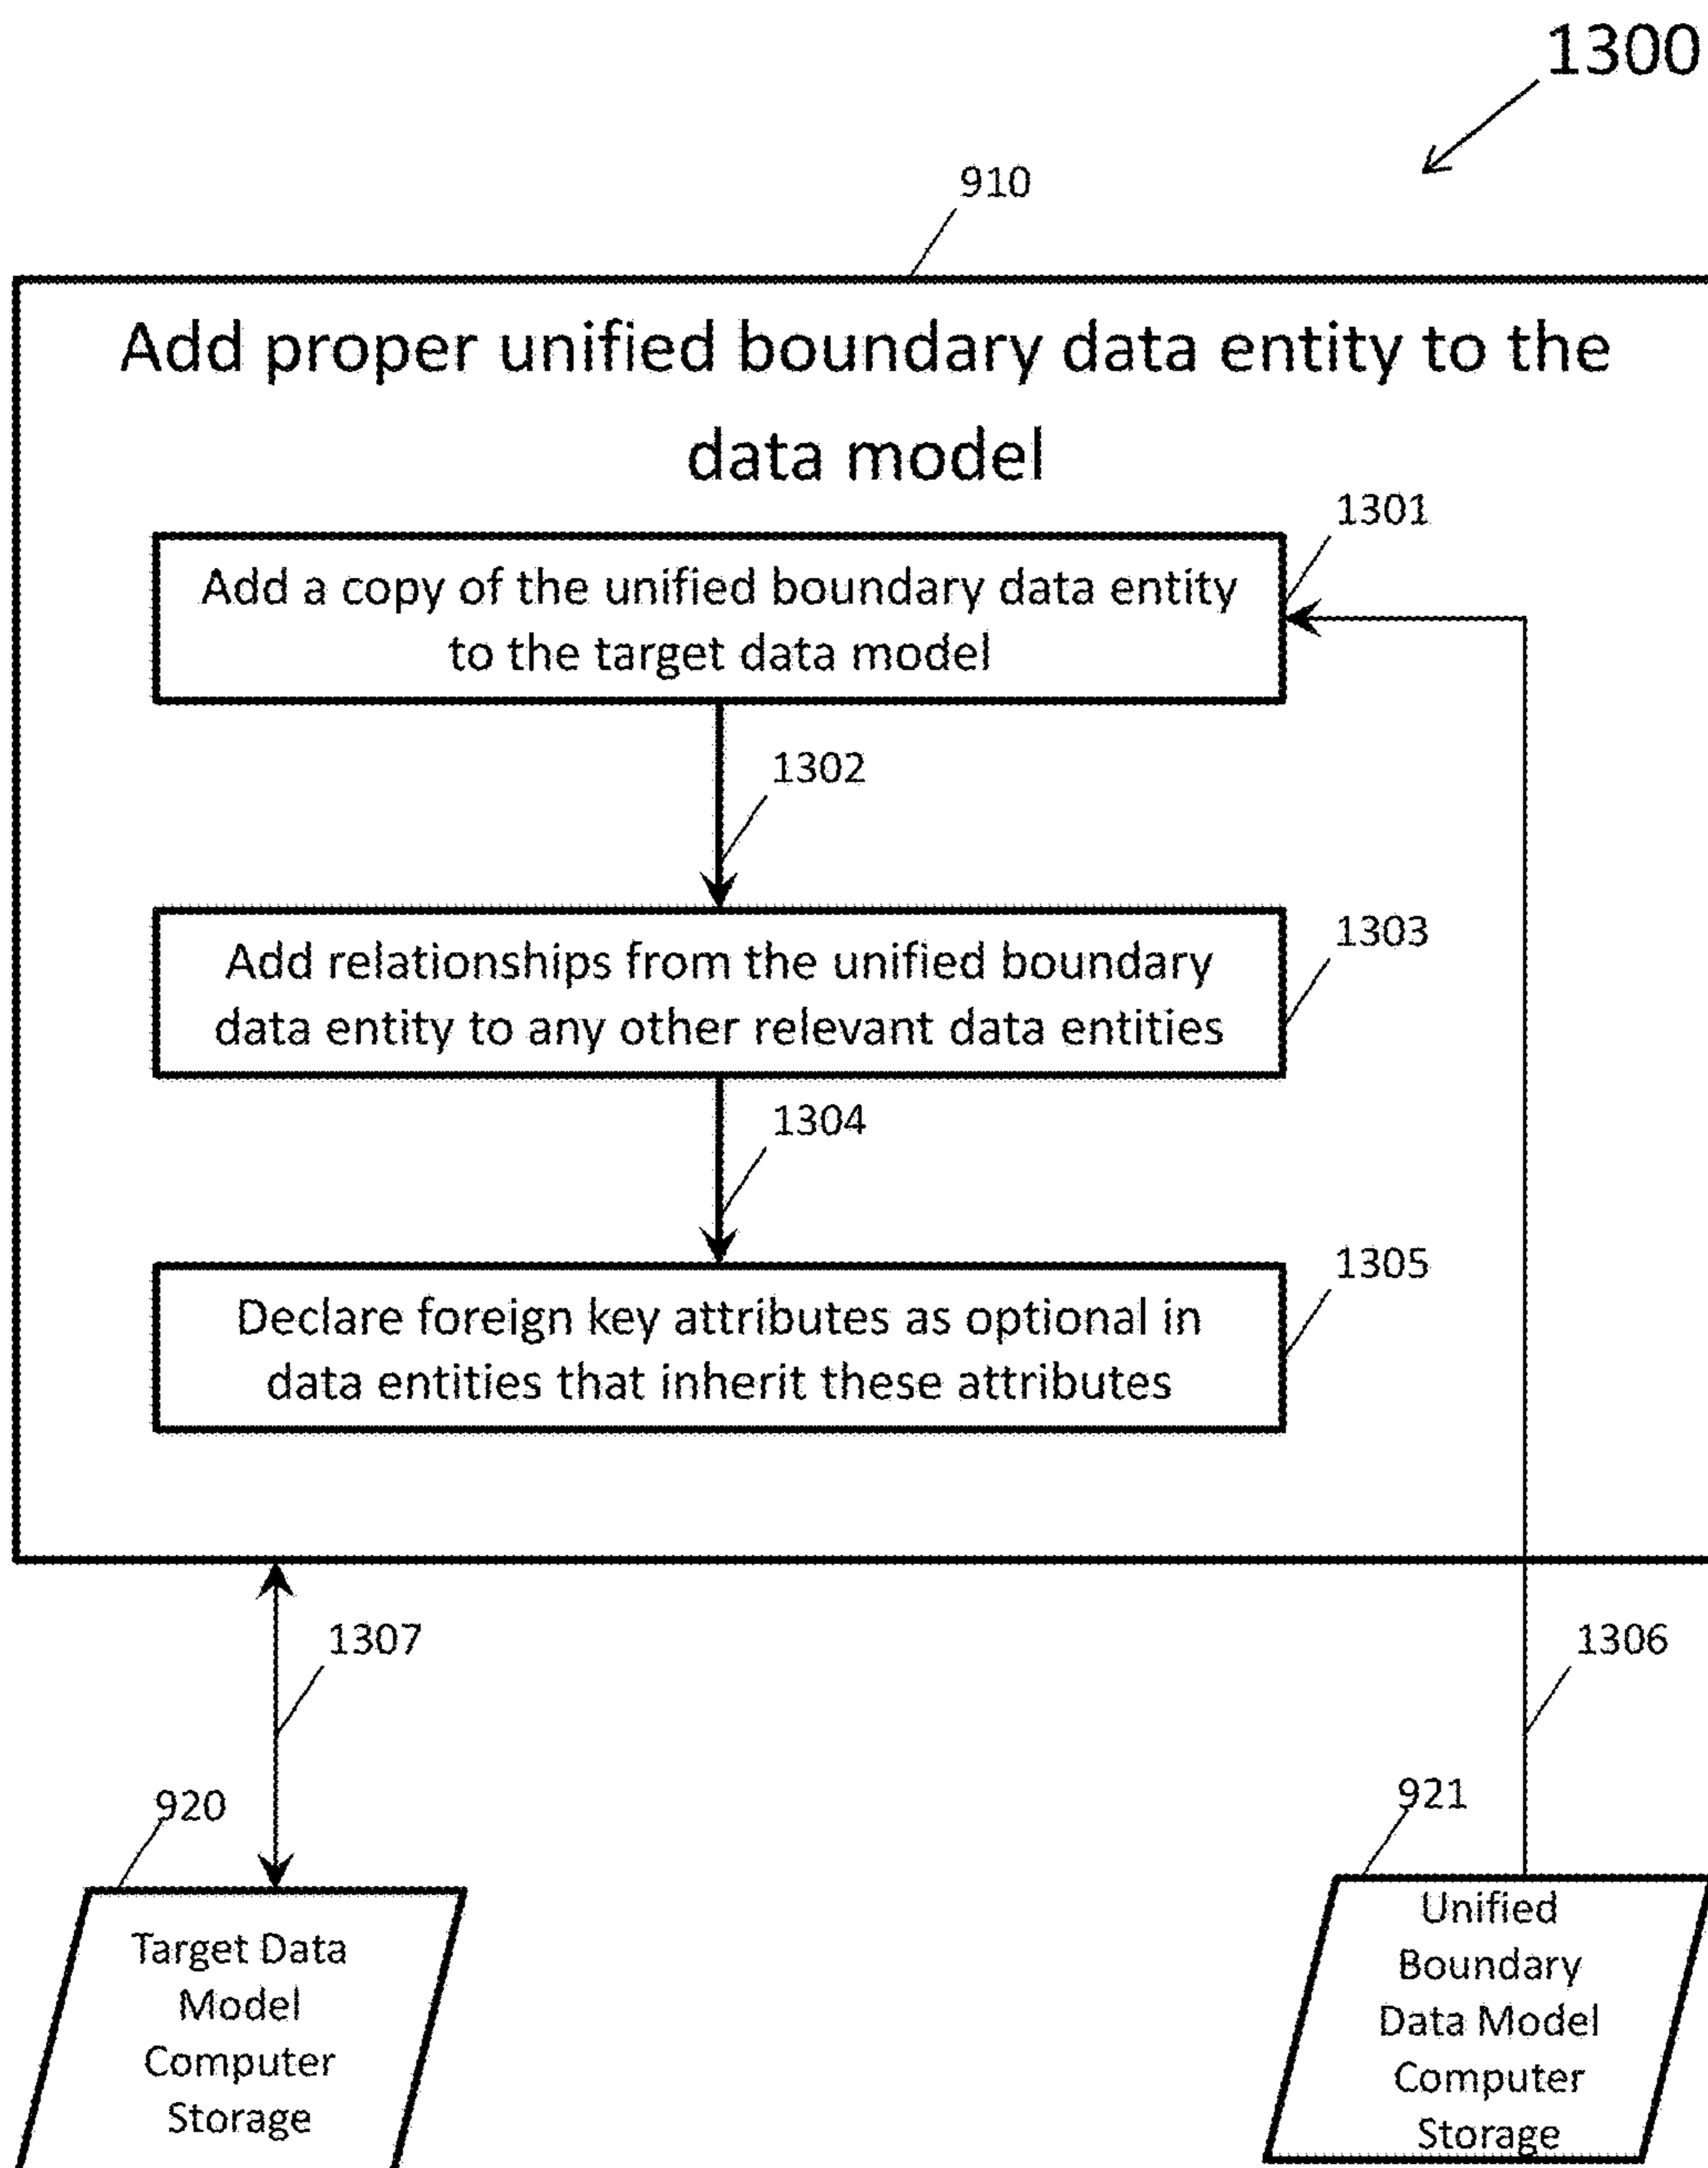 1300
910
Add proper unified boundary data entity to the
data model
1301
Add a copy of the unified boundary data entity
to the target data model
1302
1303
Add relationships from the unified boundary
data entity to any other relevant data entities
1304
1305
Declare foreign key attributes as optional in
data entities that inherit these attributes
1307
1306
920
921
Target Data
Model
Computer
Storage
Unified
Boundary
Data Model
Computer
Storage